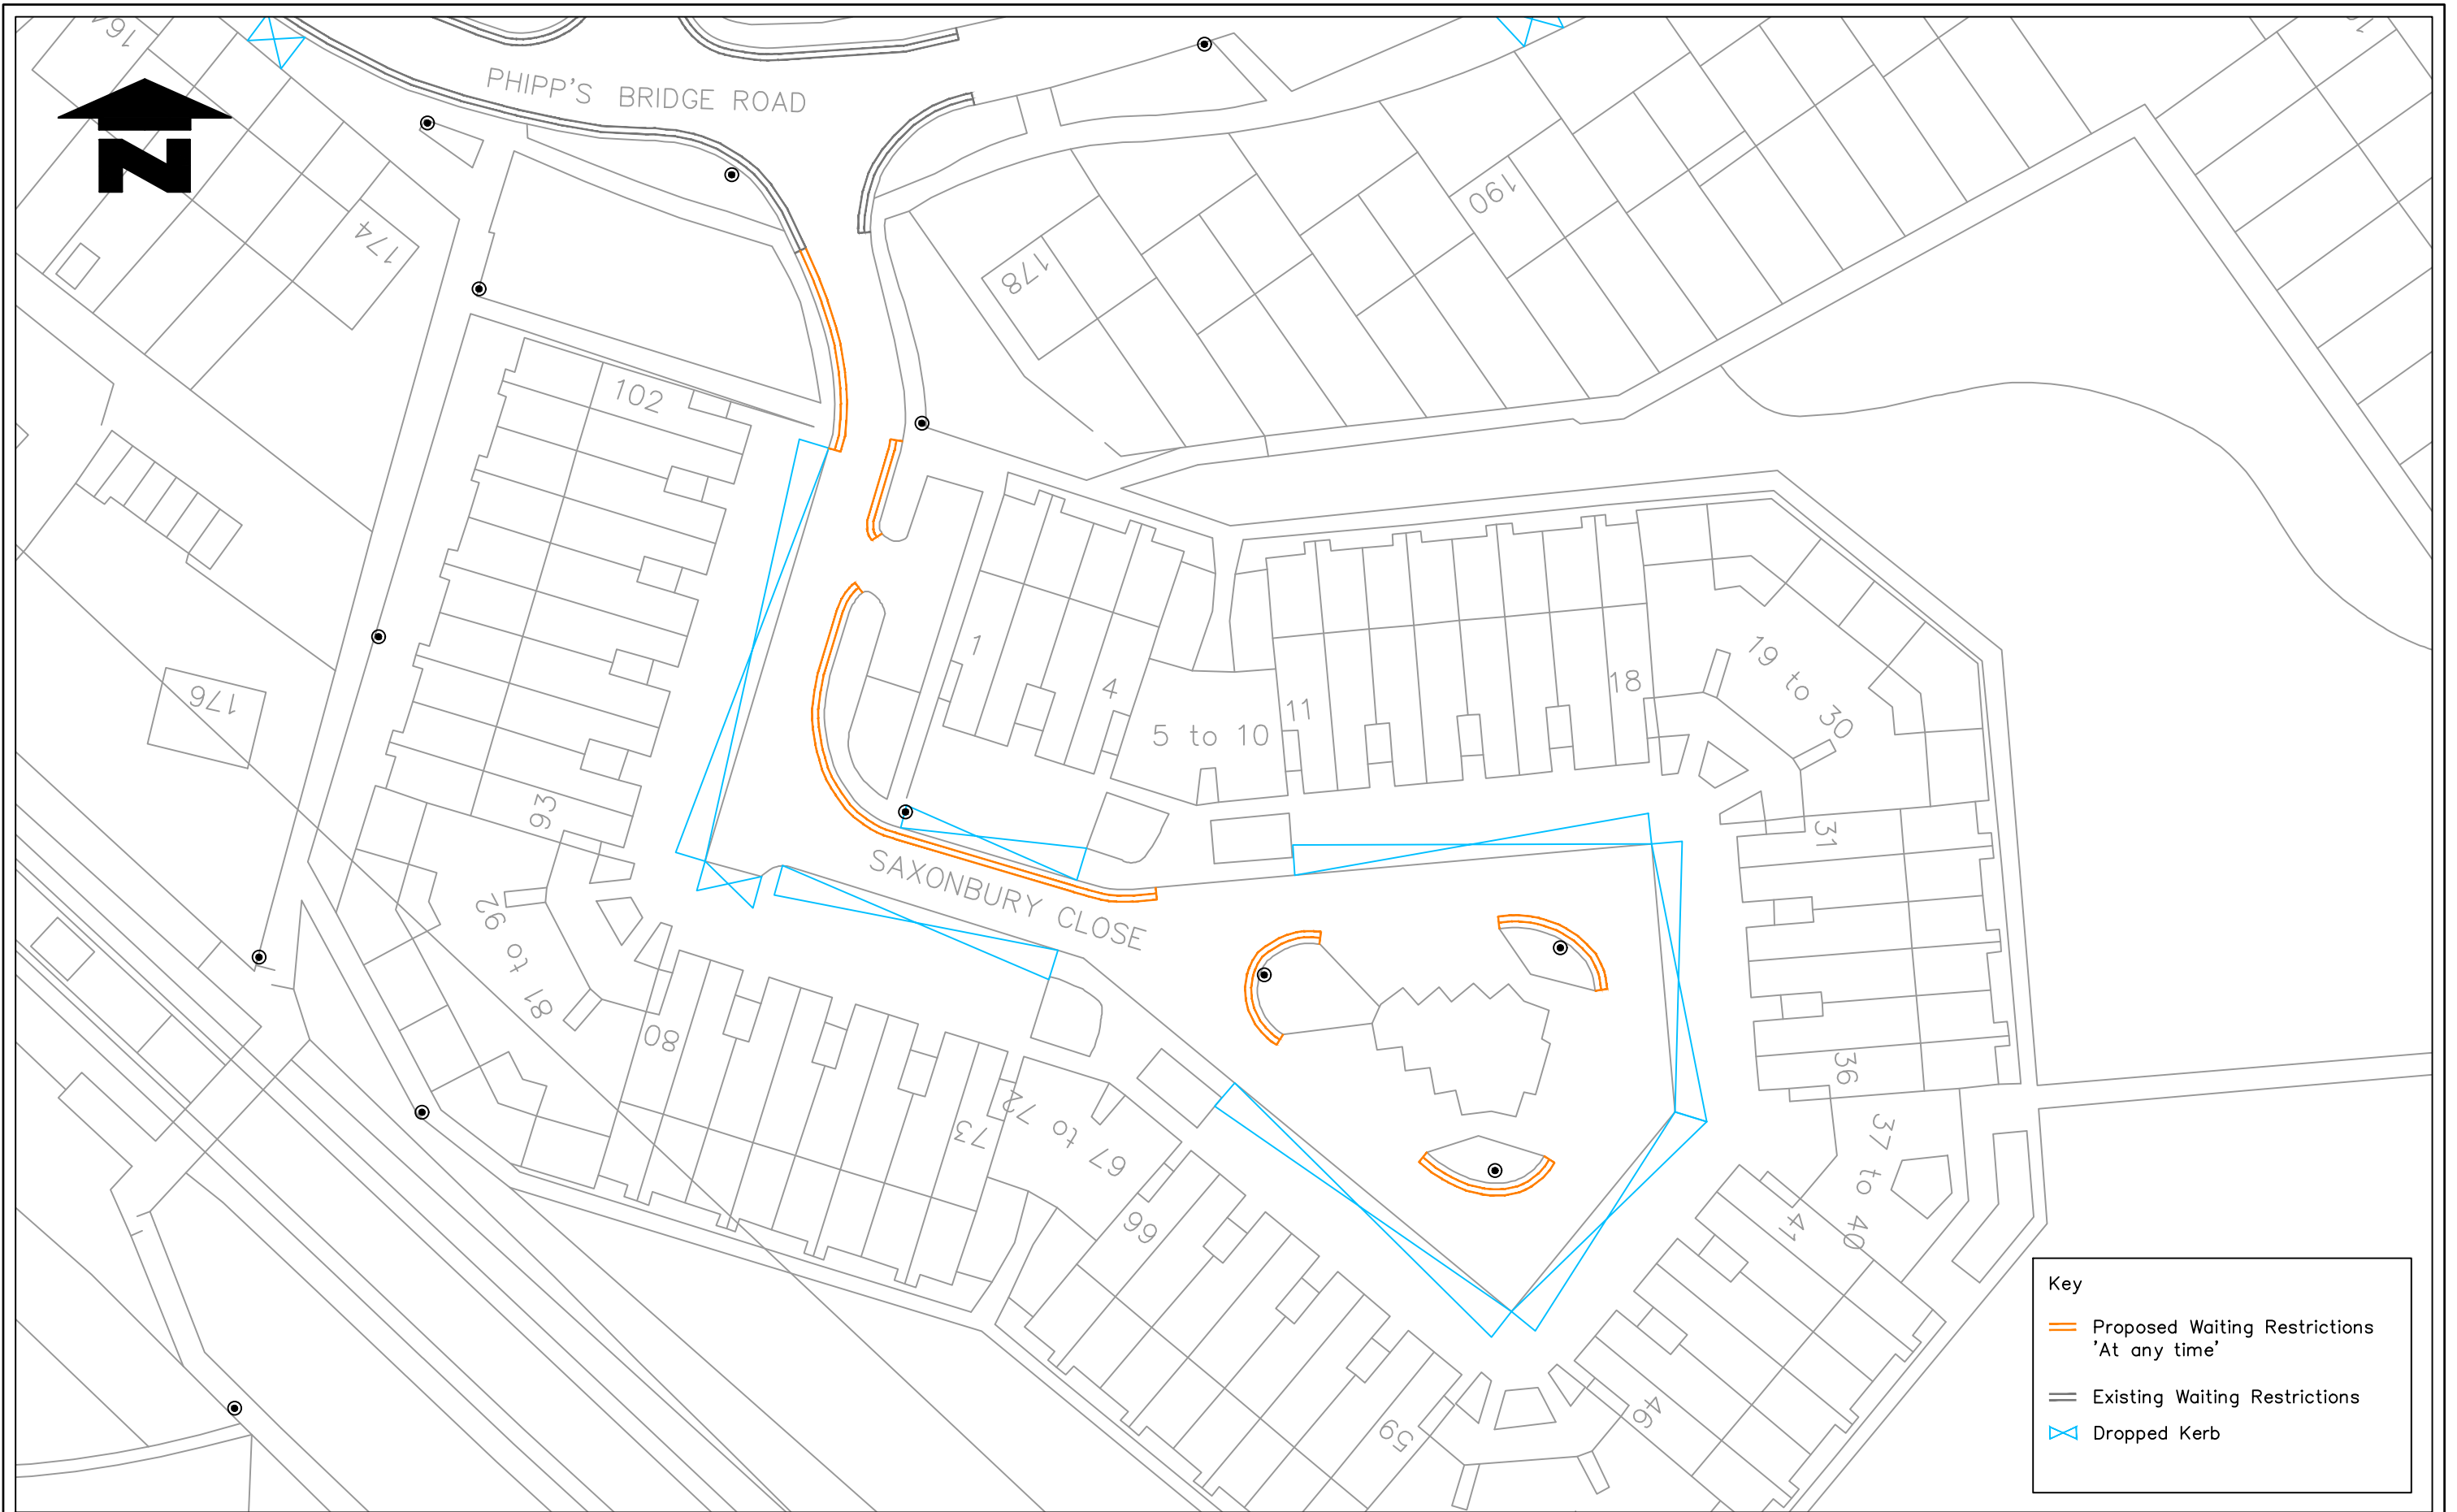 16
PHIPP'S BRIDGE ROAD
N
174
190
178
102
176
1
4
5 to 10
11
18
19 to 30
31
93
SAXONBURY CLOSE
81 to 92
80
73
67 to 72
66
36
37 to 40
41
46
59
Key
Proposed Waiting Restrictions
'At any time'
Existing Waiting Restrictions
Dropped Kerb